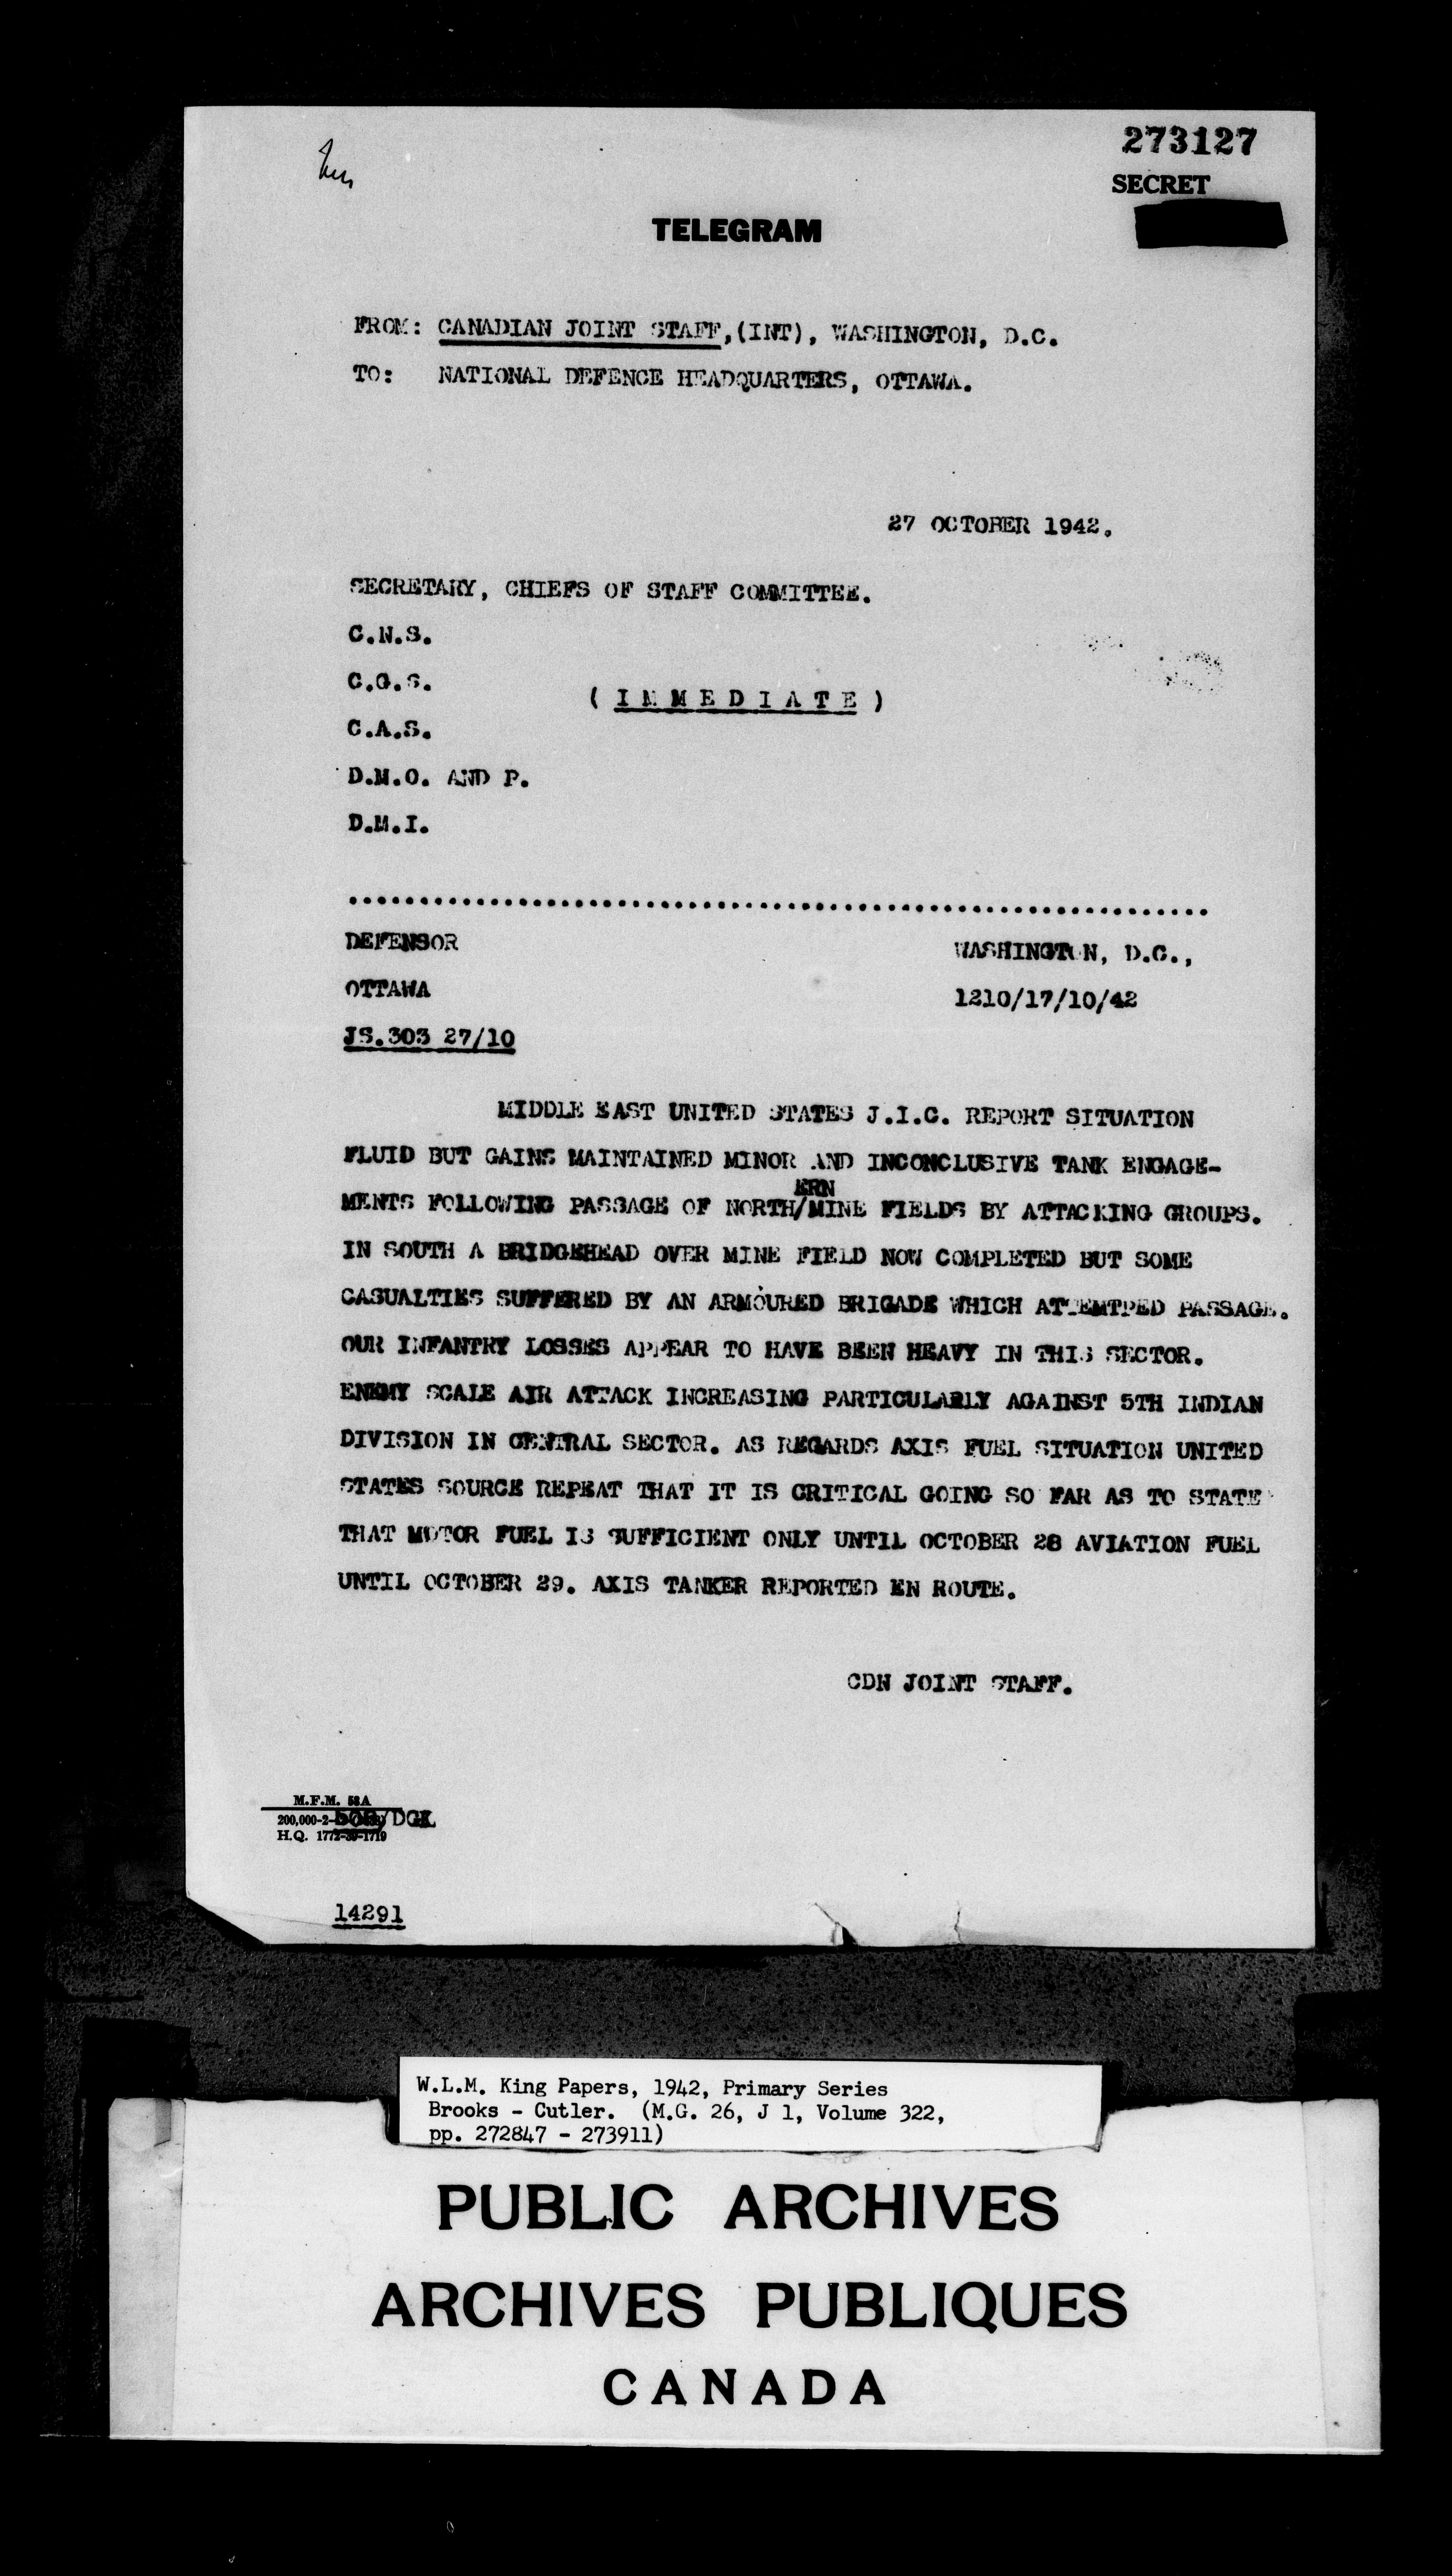 273127
SECRET
TELEGRAM
FROM: CANADIAN JOINT STAFF,(INT), WASHINGTON, D.C.
TO: NATIONAL DEFENCE HEADQUARTERS, OTTAWA.
27 OCTOBER 1942.
SECRETARY, CHIEFS OF STAFF COMMITTEE.
C.N.S.
C.G.S.
(IMMEDIATE)
C.A.S.
D.M.O. AND P.
D.M.I.
DEFENSOR
WASHINGTON, D.C.,
OTTAWA
1210/17/10/42
JS.303 27/10
MIDDLE EAST UNITED STATES J.I.C. REPORT SITUATION
FLUID BUT GAINS MAINTAINED MINOR AND INCONCLUSIVE TANK ENGAGE-
ERN
MENTS FOLLOWING PASSAGE OF NORTH/MINE FIELDS BY ATTACKING GROUPS.
IN SOUTH A BRIDGEHEAD OVER MINE FIELD NOW COMPLETED BUT SOME
CASUALTIES SUFFERED BY AN ARMOURED BRIGADE WHICH ATTEMTPED PASSAGE.
OUR INFANTRY LOSSES APPEAR TO HAVE BEEN HEAVY IN THIS SECTOR.
ENEMY SCALE AIR ATTACK INCREASING PARTICULARLY AGAINST 5TH INDIAN
DIVISION IN CENTRAL SECTOR. AS REGARDS AXIS FUEL SITUATION UNITED
STATES SOURCE REPEAT THAT IT IS CRITICAL GOING SO FAR AS TO STATE
THAT MOTOR FUEL IS SUFFICIENT ONLY UNTIL OCTOBER 28 AVIATION FUEL
UNTIL OCTOBER 29. AXIS TANKER REPORTED EN ROUTE.
CDN JOINT STAFF.
M.F.M. 58A
200,000-2-
H.Q. 1772-39-1719
14291
W.L.M. King Papers, 1942, Primary Series
Brooks - Cutler. (M.G. 26, J 1, Volume 322,
pp. 272847 - 273911)
PUBLIC ARCHIVES
ARCHIVES PUBLIQUES
CANADA